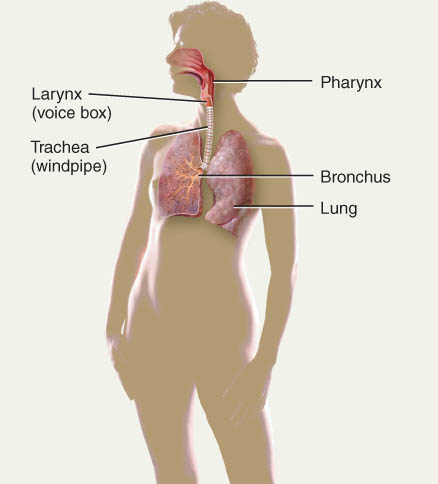 Pharynx
Larynx
(voice box)
Trachea
(windpipe)
Bronchus
Lung